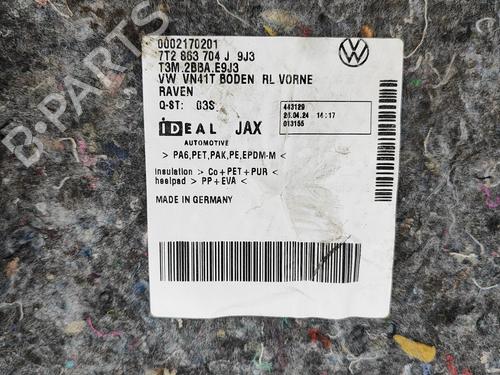 0002170201
7T2 863 704 J 9J3
T3M.2BBA.E9J3
VW VN41T BODEN RL VORNE
RAVEN
Q-ST: 03S
443129
26.04.24 14:17
013155
IDEAL JAX
AUTOMOTIVE
> PA6,PET,PAK,PE,EPDM-M <
insulation > Co+PET+PUR <
heelpad > PP+EVA <
MADE IN GERMANY
B-PARTS